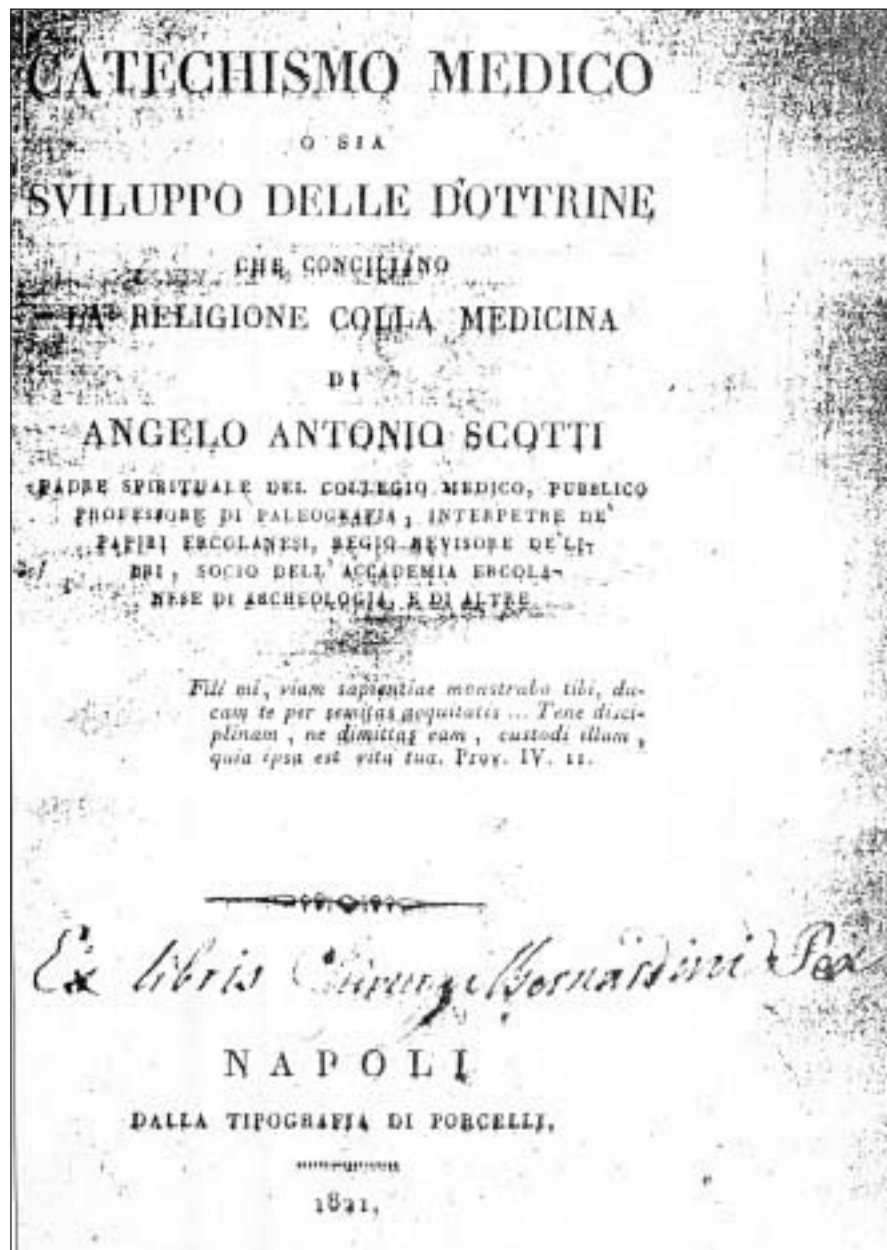 CATECHISMO MEDICO
O SIA
SVILUPPO DELLE DOTTRINE
CHE CONCILIANO
LA RELIGIONE COLLA MEDICINA
DI
ANGELO ANTONIO SCOTTI
PADRE SPIRITUALE DEL COLLEGIO MEDICO, PUBBLICO
PROFESSORE DI PALEOGRAFIA, INTERPETRE DE'
PAPIRI ERCOLANESI, REGIO REVISORE DE' LI-
BRI, SOCIO DELL' ACCADEMIA ERCOLA-
NESE DI ARCHEOLOGIA, E DI ALTRE
Fili mi, viam sapientiae monstrabo tibi, du-
cam te per semitas aequitatis ... Tene disci-
plinam, ne dimittas eam, custodi illam,
quia ipsa est vita tua. Prov. IV. 11.
Ex libris Bernardini
NAPOLI
DALLA TIPOGRAFIA DI PORCELLI,
1821,